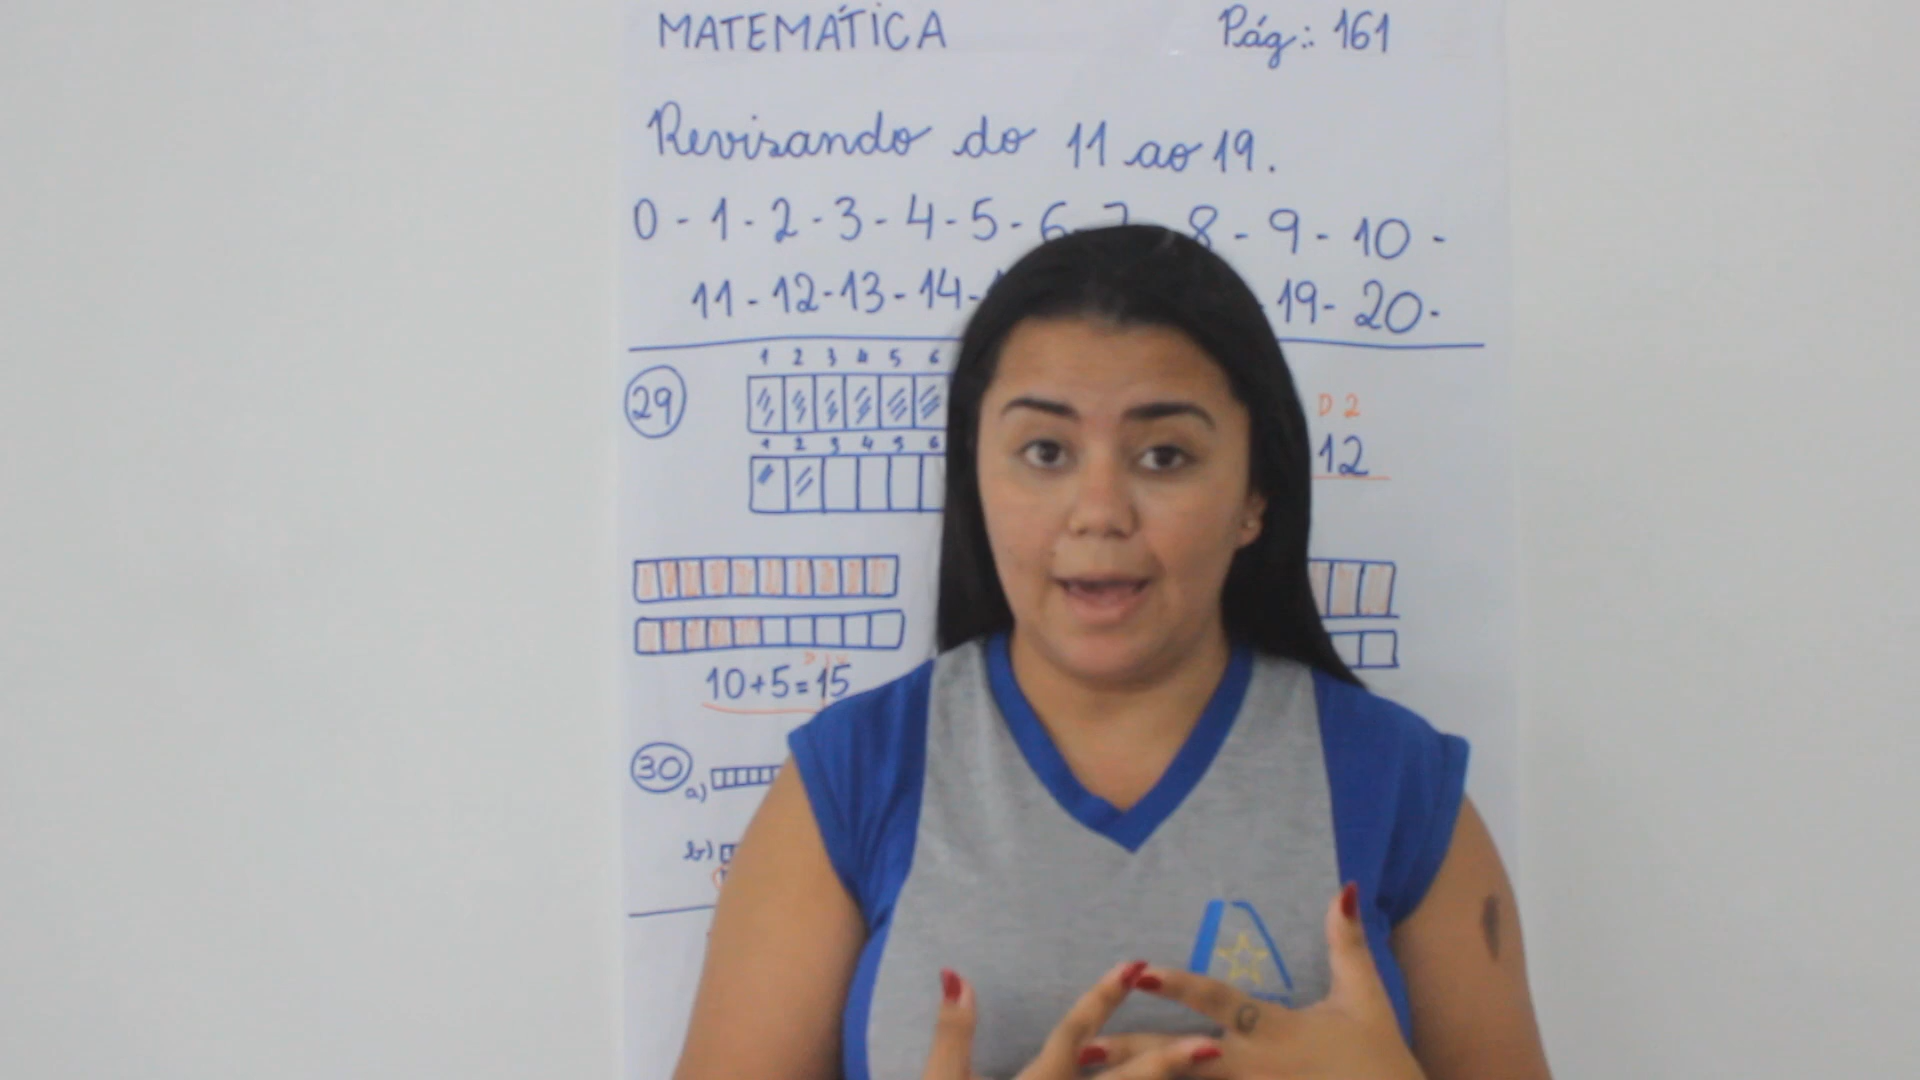 MATEMÁTICA Pág.: 161
Revisando do 11 ao 19.
0 - 1 - 2 - 3 - 4 - 5 - 6 - 7 8 - 9 - 10 -
11 - 12 - 13 - 14 - 19 - 20 -
1 2 3 4 5 6
29 D 2
12
1 2 3 4 5 6
10 + 5 = 15
30
a)
b)